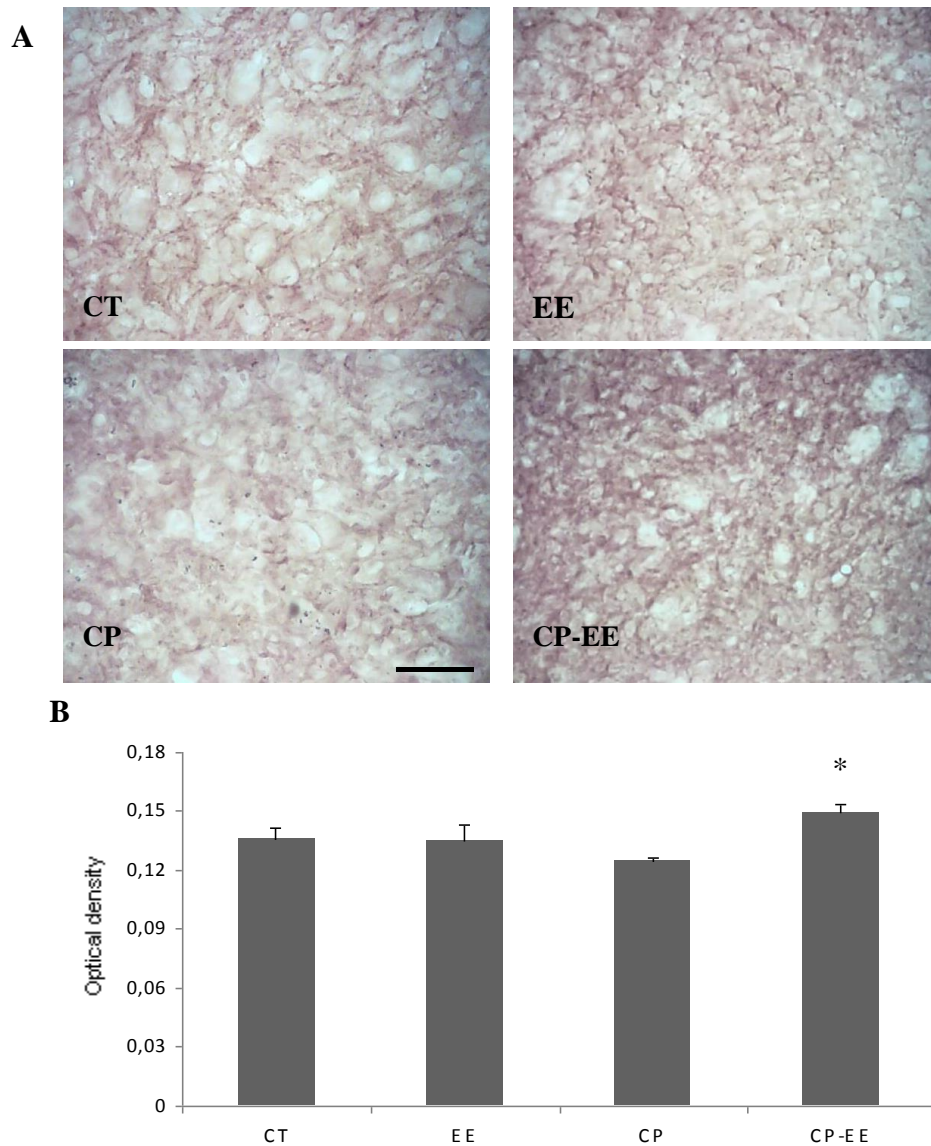 A
CT
EE
CP
CP-EE
B
0,18
*
0,15
0,12
0,09
0,06
0,03
0
Optical density
CT EE CP CP-EE